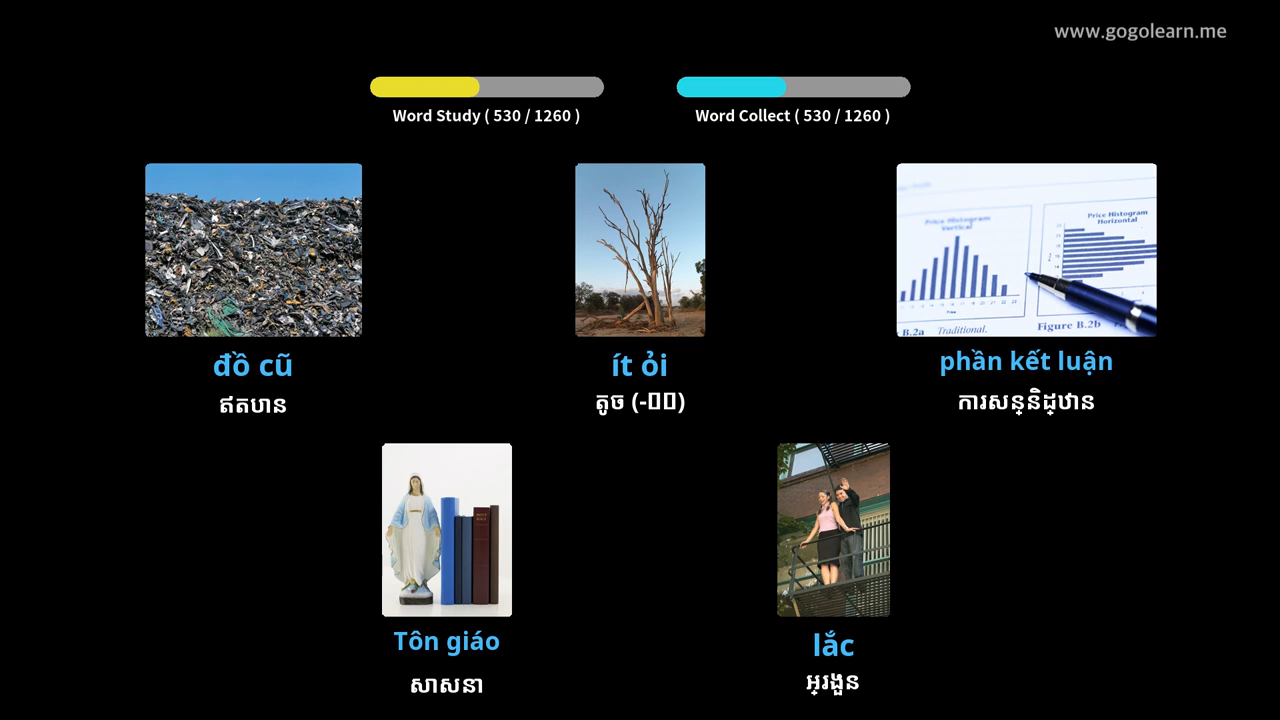 www.gogolearn.me
Word Study ( 530 / 1260 )
Word Collect ( 530 / 1260 )
Price Histogram
Vertical
Price Histogram
Horizontal
B.2a Traditional.
Figure B.2b
đồ cũ
ឥតបាន
ít ỏi
តូច (-)
phần kết luận
ការសន្និដ្ឋាន
Tôn giáo
សាសនា
lắc
អ្រងួន